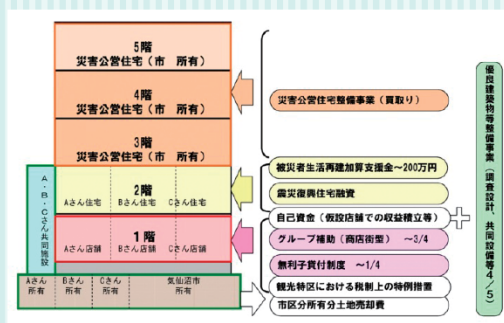 5階
災害公営住宅（市　所有）
4階
災害公営住宅（市　所有）
3階
災害公営住宅（市　所有）
2階
Aさん住宅　Bさん住宅　Cさん住宅
1階
Aさん店舗　Bさん店舗　Cさん店舗
A・B・Cさん共同施設
Aさん所有　Bさん所有　Cさん所有　気仙沼市所有
災害公営住宅整備事業（買取り）
被災者生活再建加算支援金～200万円
震災復興住宅融資
自己資金（仮設店舗での収益積立等）
グループ補助（商店街型）　～3/4
無利子貸付制度　～1/4
観光特区における税制上の特例措置
市区分所有分土地売却費
優良建築物等整備事業（調査設計、共同設備等4/5）